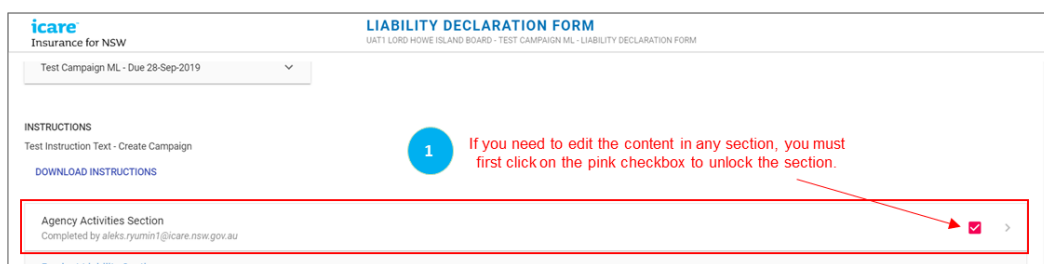 icare
Insurance for NSW
LIABILITY DECLARATION FORM
UAT1 LORD HOWE ISLAND BOARD - TEST CAMPAIGN ML - LIABILITY DECLARATION FORM
Test Campaign ML - Due 28-Sep-2019
INSTRUCTIONS
Test Instruction Text - Create Campaign
DOWNLOAD INSTRUCTIONS
1
If you need to edit the content in any section, you must
first click on the pink checkbox to unlock the section.
Agency Activities Section
Completed by aleks.ryumin1@icare.nsw.gov.au